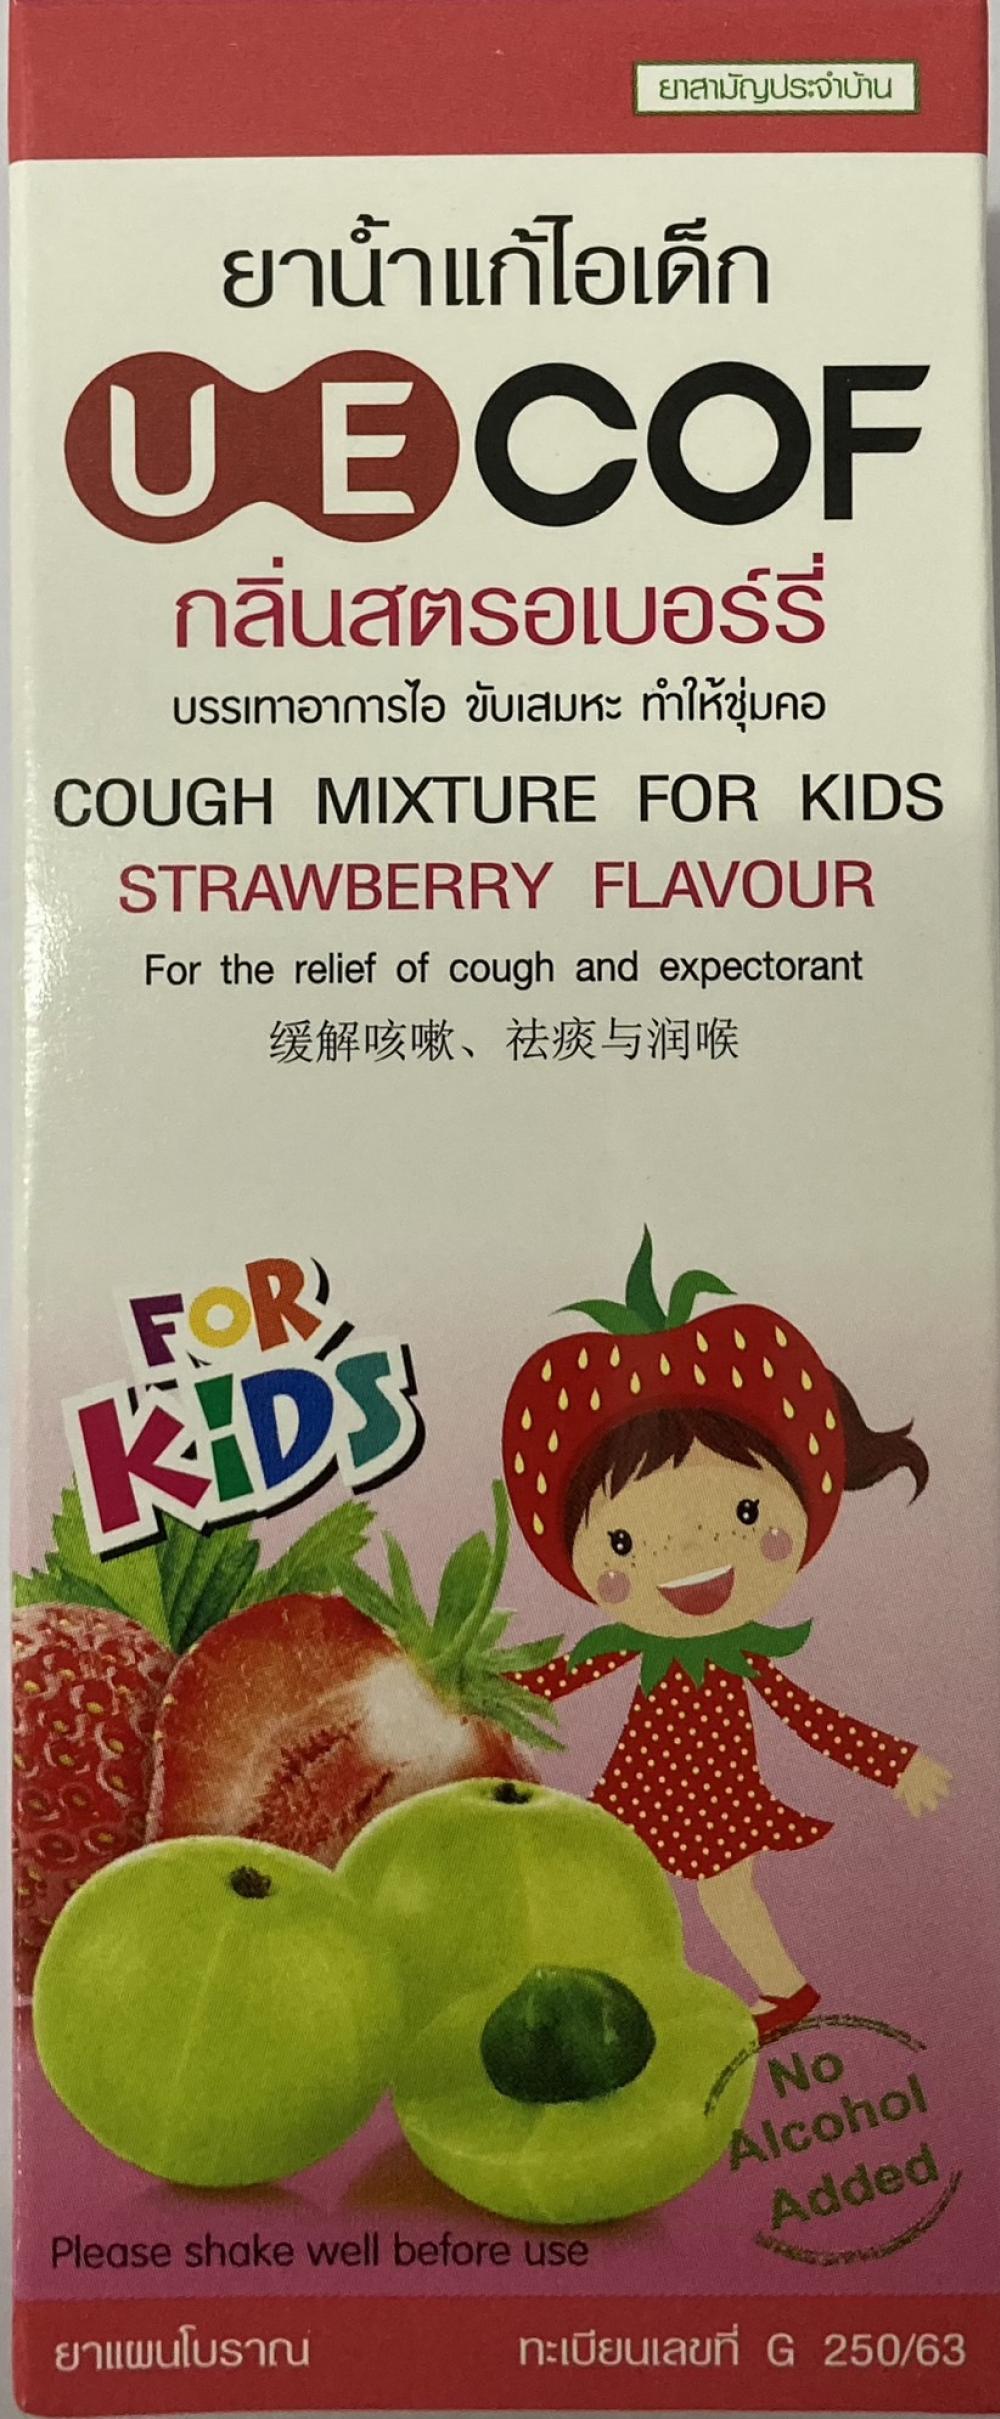 ยาสามัญประจำบ้าน
ยาน้ำแก้ไอเด็ก
UECOF
กลิ่นสตรอเบอร์รี่
บรรเทาอาการไอ ขับเสมหะ ทำให้ชุ่มคอ
COUGH MIXTURE FOR KIDS
STRAWBERRY FLAVOUR
For the relief of cough and expectorant
缓解咳嗽、祛痰与润喉
FOR
KiDS
No
Alcohol
Added
Please shake well before use
ยาแผนโบราณ
ทะเบียนเลขที่ G 250/63